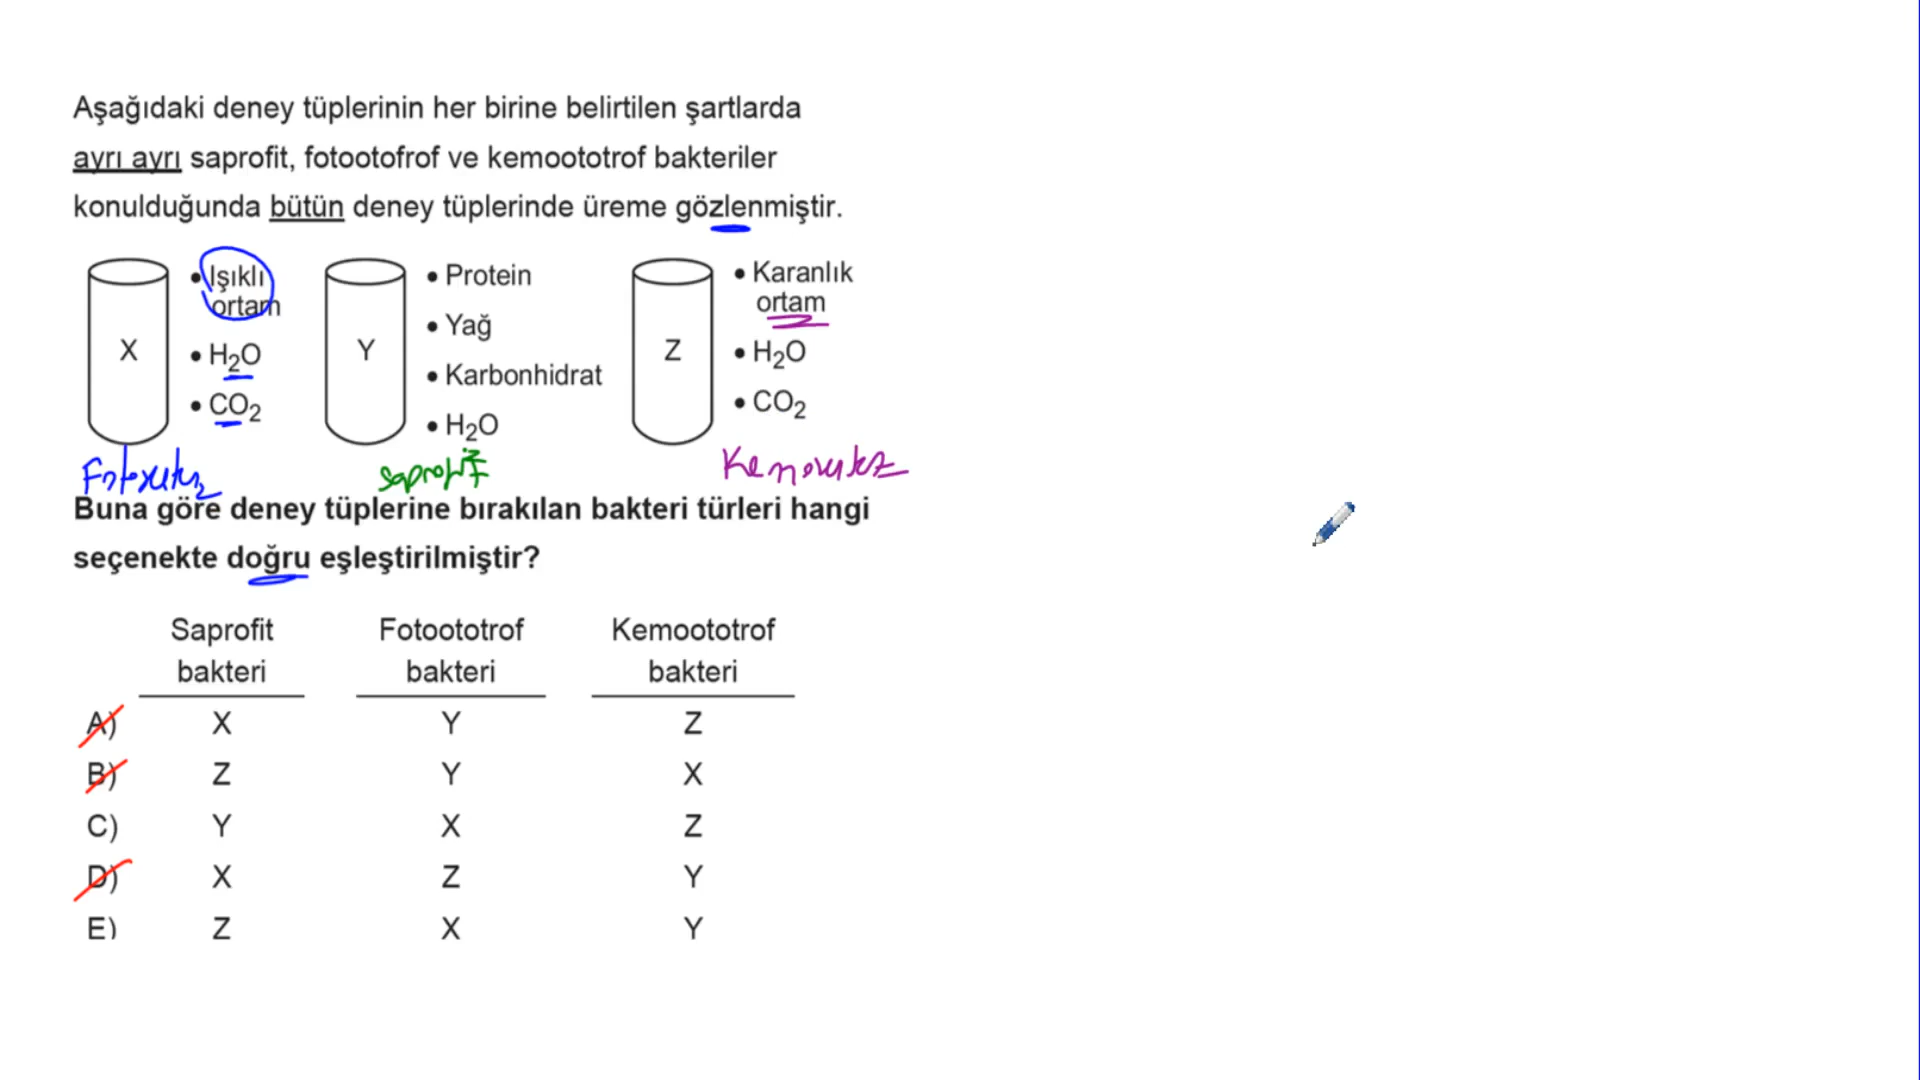 Aşağıdaki deney tüplerinin her birine belirtilen şartlarda
ayrı ayrı saprofit, fotootofrof ve kemoototrof bakteriler
konulduğunda bütün deney tüplerinde üreme gözlenmiştir.
X
• Işıklı
ortam
• H₂O
• CO₂
Y
• Protein
• Yağ
• Karbonhidrat
• H₂O
Z
• Karanlık
ortam
• H₂O
• CO₂
saprofit
Buna göre deney tüplerine bırakılan bakteri türleri hangi
seçenekte doğru eşleştirilmiştir?
Saprofit Fotoototrof Kemoototrof
bakteri bakteri bakteri
A) X Y Z
B) Z Y X
C) Y X Z
D) X Z Y
E) Z X Y